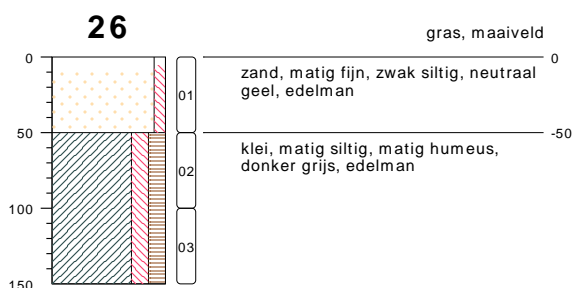 26
gras, maaiveld
0
0
zand, matig fijn, zwak siltig, neutraal
geel, edelman
01
50
-50
klei, matig siltig, matig humeus,
donker grijs, edelman
02
100
03
150